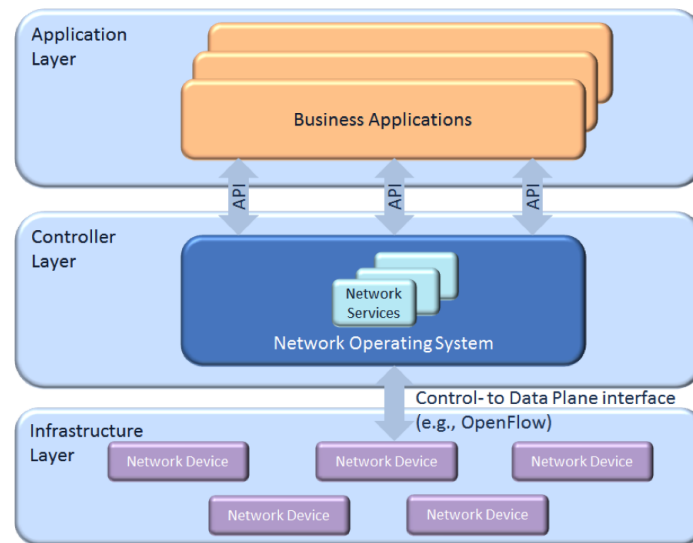 Application
Layer
Business Applications
API
API
API
Controller
Layer
Network
Services
Network Operating System
Control- to Data Plane interface
(e.g., OpenFlow)
Infrastructure
Layer
Network Device
Network Device
Network Device
Network Device
Network Device